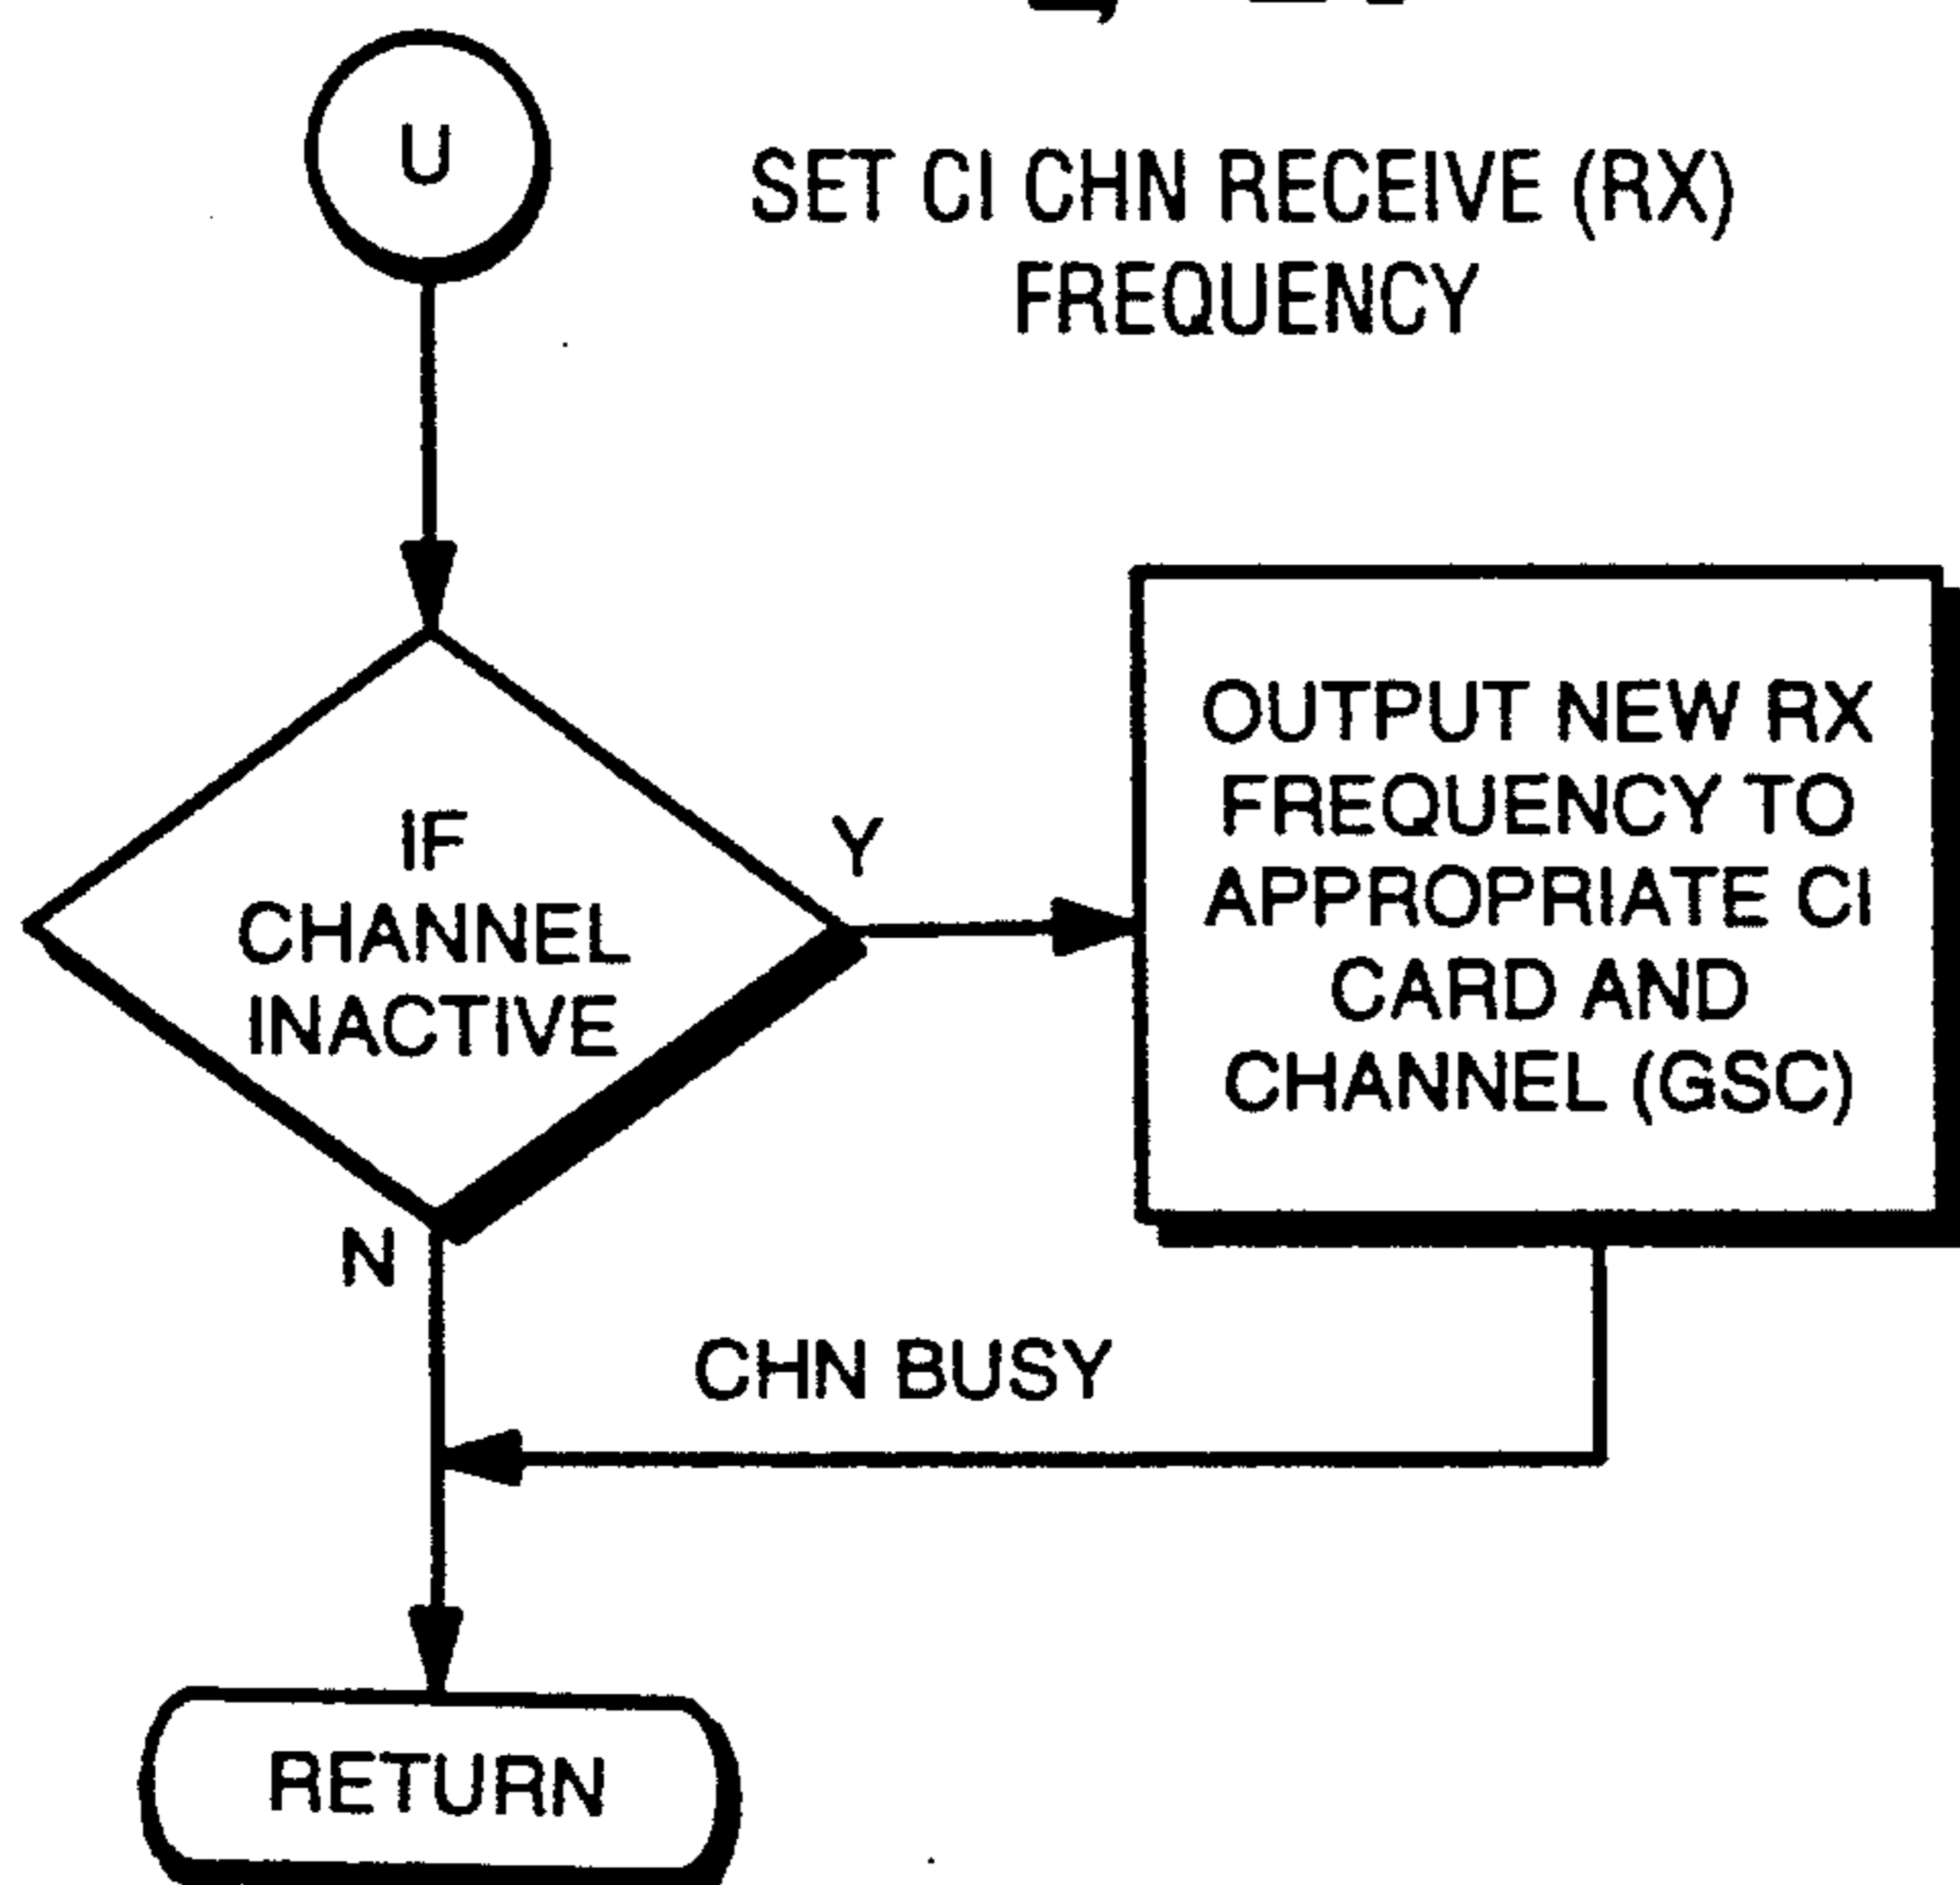 U
SET CI CHN RECEIVE (RX)
FREQUENCY
IF
CHANNEL
INACTIVE
Y
OUTPUT NEW RX
FREQUENCY TO
APPROPRIATE CI
CARD AND
CHANNEL (GSC)
N
CHN BUSY
RETURN